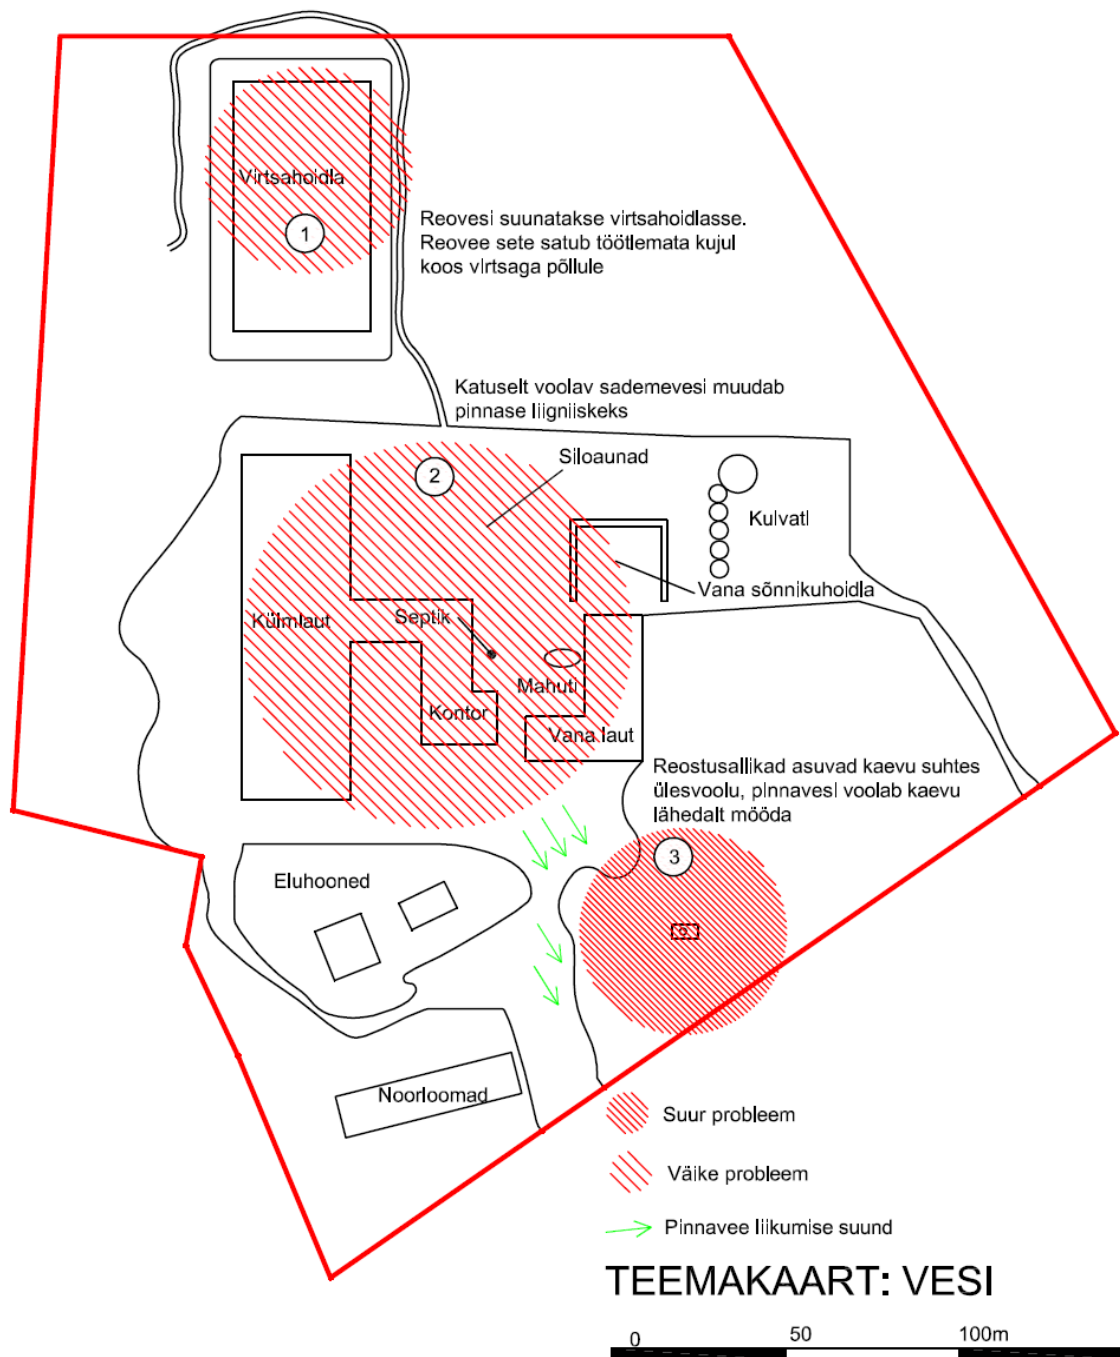 Virtsahoidla
1
Reovesi suunatakse virtsahoidlasse.
Reovee sete satub töötlemata kujul
koos virtsaga põllule
Katuselt voolav sademevesi muudab
pinnase liigniiskeks
2
Siloaunad
Kuivati
Vana sõnnikuhoidla
Külmlaut
Septik
Mahuti
Kontor
Vana laut
Reostusallikad asuvad kaevu suhtes
ülesvoolu, pinnavesi voolab kaevu
lähedalt mööda
3
Eluhooned
Noorloomad
Suur probleem
Väike probleem
Pinnavee liikumise suund
TEEMAKAART: VESI
0 50 100m